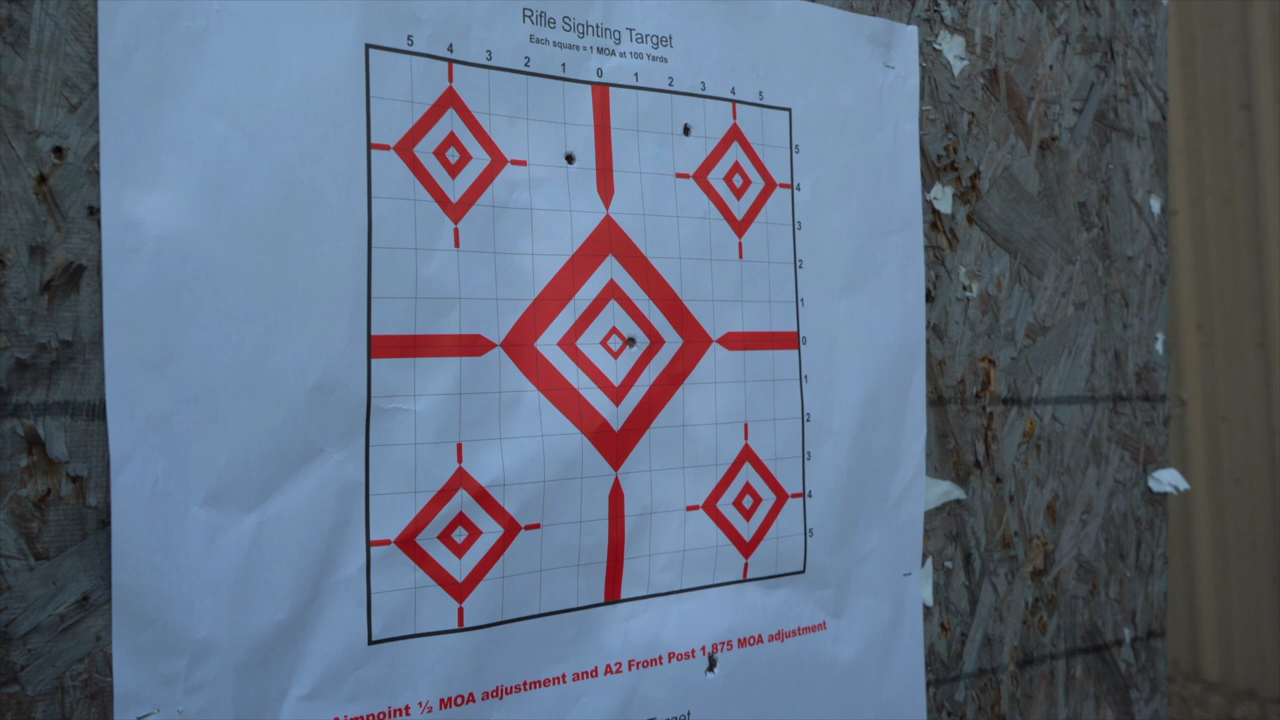 Rifle Sighting Target
Each square = 1 MOA at 100 Yards
5 4 3 2 1 0 1 2 3 4 5
5
4
3
2
1
0
1
2
3
4
5
Aimpoint ½ MOA adjustment and A2 Front Post 1.875 MOA adjustment
Target